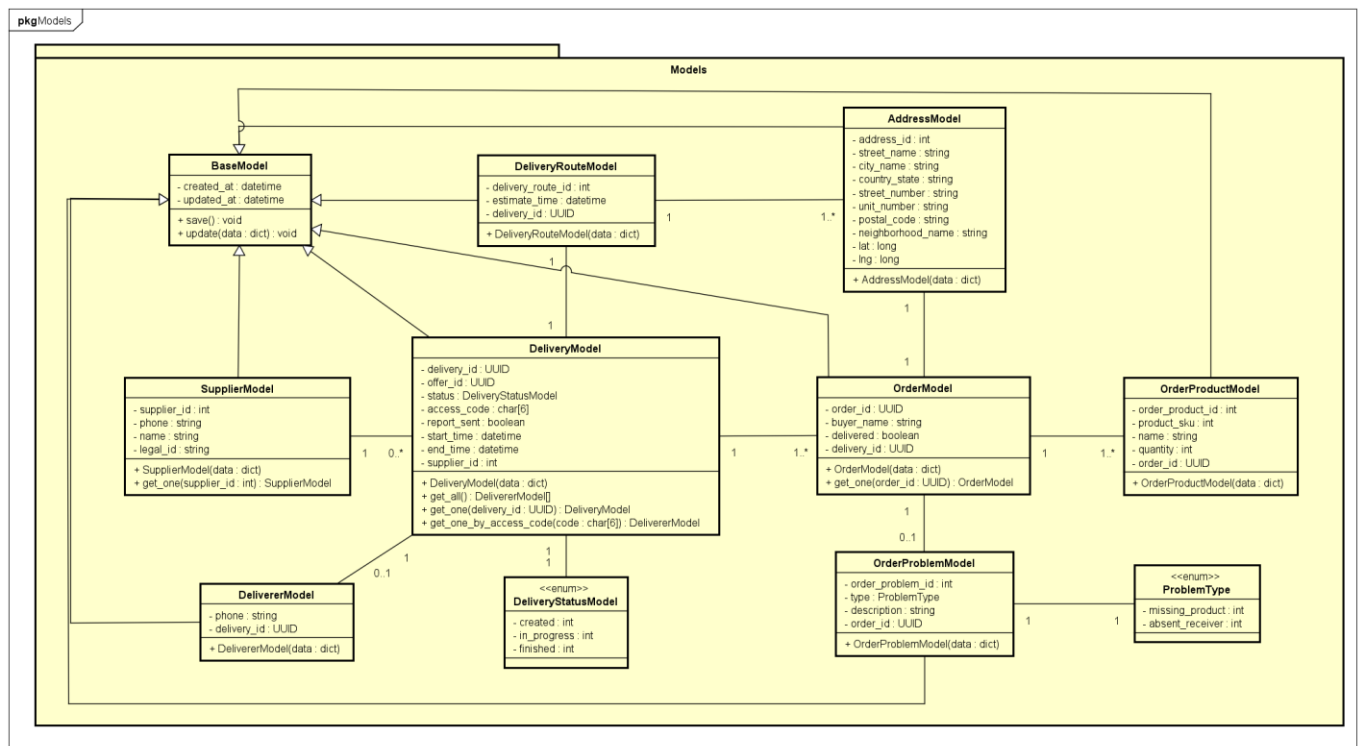 pkg Models
Models
BaseModel
- created_at : datetime
- updated_at : datetime
+ save() : void
+ update(data : dict) : void
DeliveryRouteModel
- delivery_route_id : int
- estimate_time : datetime
- delivery_id : UUID
+ DeliveryRouteModel(data : dict)
1
1..*
1
1
AddressModel
- address_id : int
- street_name : string
- city_name : string
- country_state : string
- street_number : string
- unit_number : string
- postal_code : string
- neighborhood_name : string
- lat : long
- lng : long
+ AddressModel(data : dict)
1
1
SupplierModel
- supplier_id : int
- phone : string
- name : string
- legal_id : string
+ SupplierModel(data : dict)
+ get_one(supplier_id : int) : SupplierModel
1
0..*
DeliveryModel
- delivery_id : UUID
- offer_id : UUID
- status : DeliveryStatusModel
- access_code : char[6]
- report_sent : boolean
- start_time : datetime
- end_time : datetime
- supplier_id : int
+ DeliveryModel(data : dict)
+ get_all() : DelivererModel[]
+ get_one(delivery_id : UUID) : DeliveryModel
+ get_one_by_access_code(code : char[6]) : DelivererModel
1
1..*
OrderModel
- order_id : UUID
- buyer_name : string
- delivered : boolean
- delivery_id : UUID
+ OrderModel(data : dict)
+ get_one(order_id : UUID) : OrderModel
1
1..*
OrderProductModel
- order_product_id : int
- product_sku : int
- name : string
- quantity : int
- order_id : UUID
+ OrderProductModel(data : dict)
1
0..1
1
1
1
0..1
DelivererModel
- phone : string
- delivery_id : UUID
+ DelivererModel(data : dict)
<<enum>>
DeliveryStatusModel
- created : int
- in_progress : int
- finished : int
OrderProblemModel
- order_problem_id : int
- type : ProblemType
- description : string
- order_id : UUID
+ OrderProblemModel(data : dict)
1
1
<<enum>>
ProblemType
- missing_product : int
- absent_receiver : int